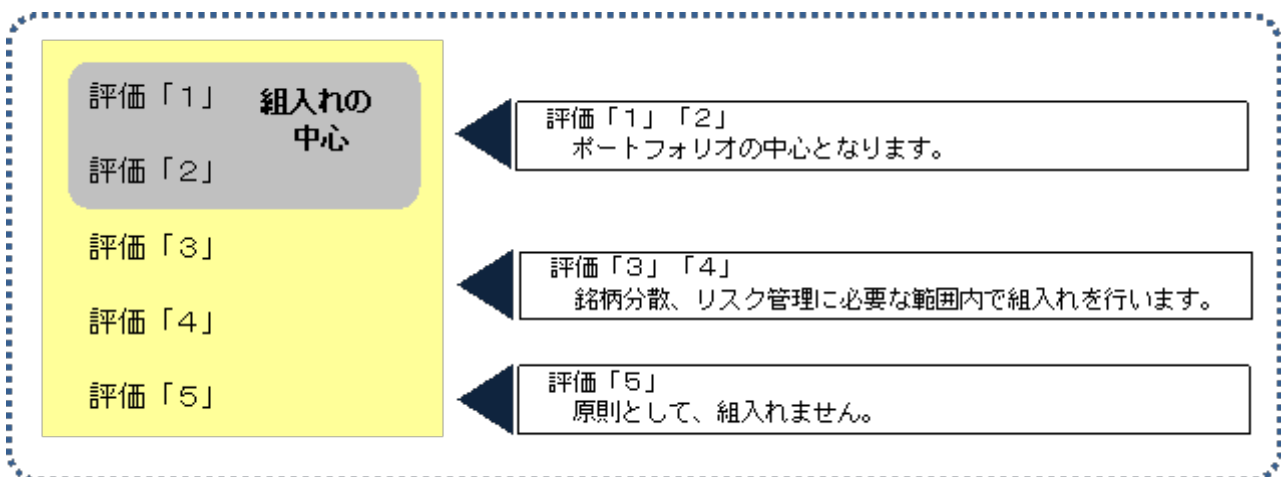 評価「１」
組入れの
中心
評価「２」
評価「３」
評価「４」
評価「５」
評価「１」「２」
ポートフォリオの中心となります。
評価「３」「４」
銘柄分散、リスク管理に必要な範囲内で組入れを行います。
評価「５」
原則として、組入れません。